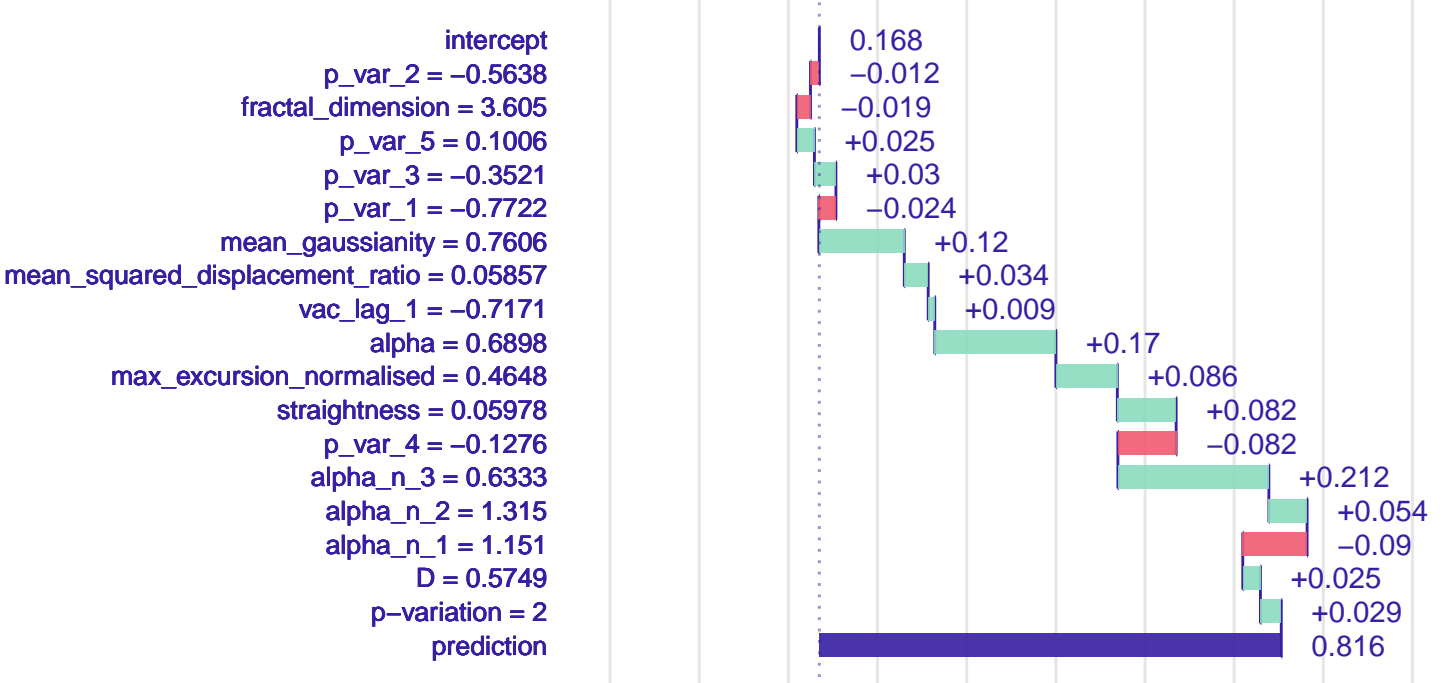 intercept 0.168
p_var_2 = −0.5638 −0.012
fractal_dimension = 3.605 −0.019
p_var_5 = 0.1006 +0.025
p_var_3 = −0.3521 +0.03
p_var_1 = −0.7722 −0.024
mean_gaussianity = 0.7606 +0.12
mean_squared_displacement_ratio = 0.05857 +0.034
vac_lag_1 = −0.7171 +0.009
alpha = 0.6898 +0.17
max_excursion_normalised = 0.4648 +0.086
straightness = 0.05978 +0.082
p_var_4 = −0.1276 −0.082
alpha_n_3 = 0.6333 +0.212
alpha_n_2 = 1.315 +0.054
alpha_n_1 = 1.151 −0.09
D = 0.5749 +0.025
p−variation = 2 +0.029
prediction 0.816